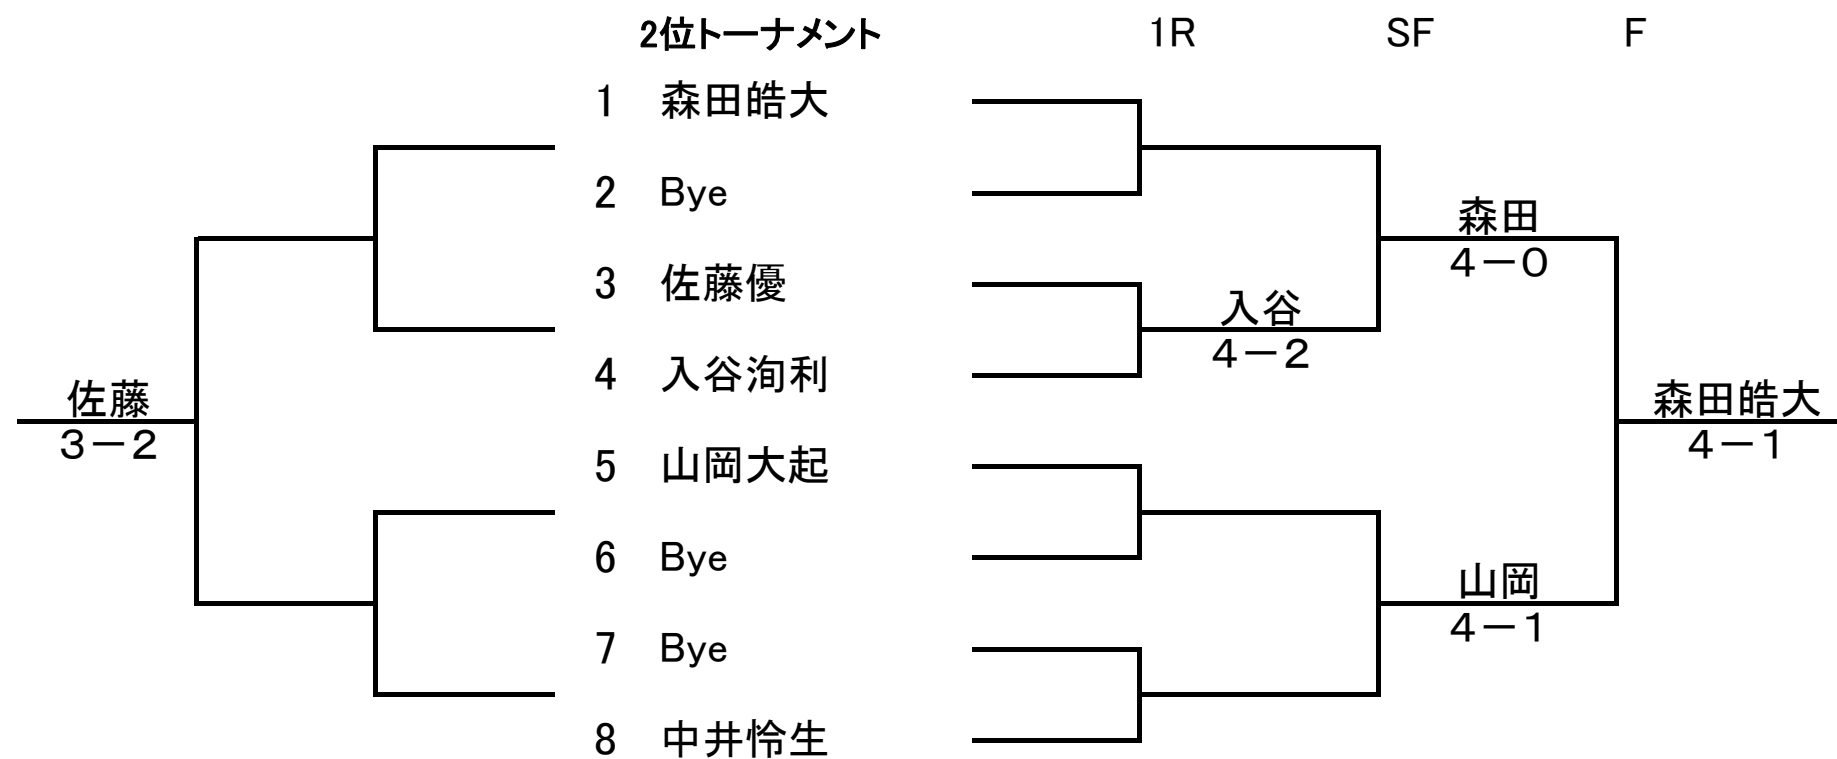 2位トーナメント 1R SF F
1 森田皓大
2 Bye
森田
4－0
3 佐藤優
入谷
4－2
4 入谷洵利
佐藤
3－2
森田皓大
4－1
5 山岡大起
6 Bye
山岡
4－1
7 Bye
8 中井怜生